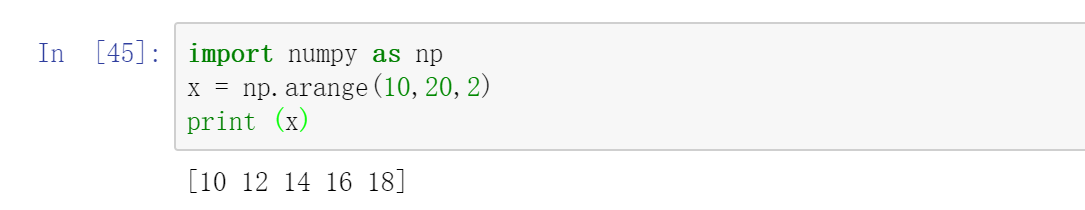 In [45]: import numpy as np
x = np.arange(10,20,2)
print (x)
[10 12 14 16 18]